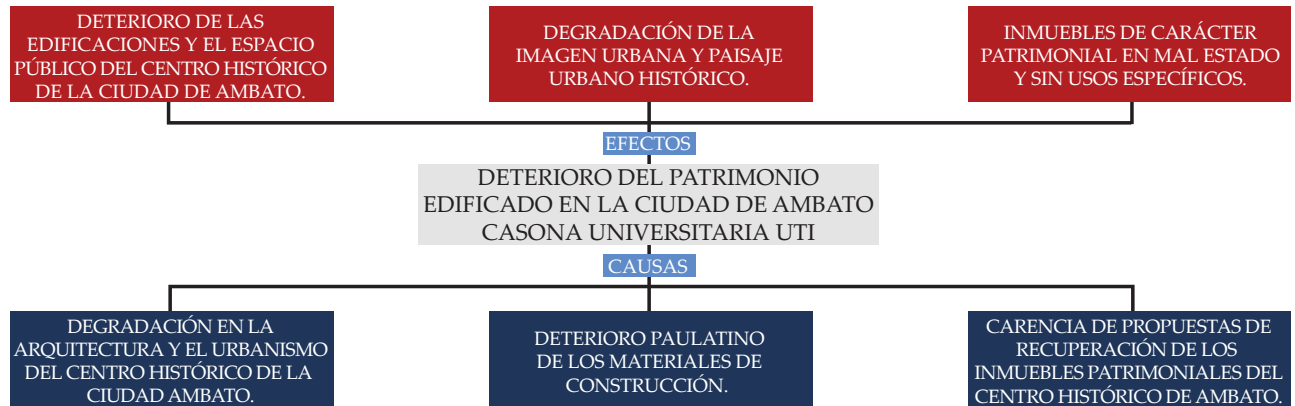 DETERIORO DE LAS
EDIFICACIONES Y EL ESPACIO
PÚBLICO DEL CENTRO HISTÓRICO
DE LA CIUDAD DE AMBATO.
DEGRADACIÓN DE LA
IMAGEN URBANA Y PAISAJE
URBANO HISTÓRICO.
INMUEBLES DE CARÁCTER
PATRIMONIAL EN MAL ESTADO
Y SIN USOS ESPECÍFICOS.
EFECTOS
DETERIORO DEL PATRIMONIO
EDIFICADO EN LA CIUDAD DE AMBATO
CASONA UNIVERSITARIA UTI
CAUSAS
DEGRADACIÓN EN LA
ARQUITECTURA Y EL URBANISMO
DEL CENTRO HISTÓRICO DE LA
CIUDAD AMBATO.
DETERIORO PAULATINO
DE LOS MATERIALES DE
CONSTRUCCIÓN.
CARENCIA DE PROPUESTAS DE
RECUPERACIÓN DE LOS
INMUEBLES PATRIMONIALES DEL
CENTRO HISTÓRICO DE AMBATO.